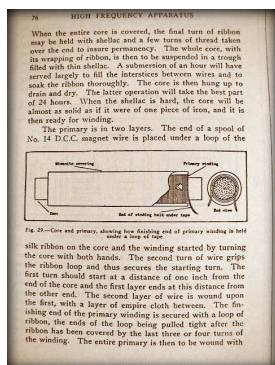 76 HIGH FREQUENCY APPARATUS
When the entire core is covered, the final turn of ribbon
may be held with shellac and a few turns of thread taken
over the end to insure permanency. The whole core, with
its wrapping of ribbon, is then to be suspended in a trough
filled with thin shellac. A submersion of an hour will have
served largely to fill the interstices between wires and to
soak the ribbon thoroughly. The core is then hung up to
drain and dry. The latter operation will take the best part
of 24 hours. When the shellac is hard, the core will be
almost as solid as if it were of one piece of iron, and it is
then ready for winding.
The primary is in two layers. The end of a spool of
No. 14 D.C.C. magnet wire is placed under a loop of the
Micanite covering
Primary winding
Core
End of winding held under tape
End view
Fig. 29.—Core and primary, showing how finishing end of primary winding is held
under a loop of tape
silk ribbon on the core and the winding started by turning
the core with both hands. The second turn of wire grips
the ribbon loop and thus secures the starting turn. The
first turn should start at a distance of one inch from the
end of the core and the first layer ends at this distance from
the other end. The second layer of wire is wound upon
the first, with a layer of empire cloth between. The fin-
ishing end of the primary winding is secured with a loop of
ribbon, the ends of the loop being pulled tight after the
ribbon has been covered by the last three or four turns of
the winding. The entire primary is then to be wound with